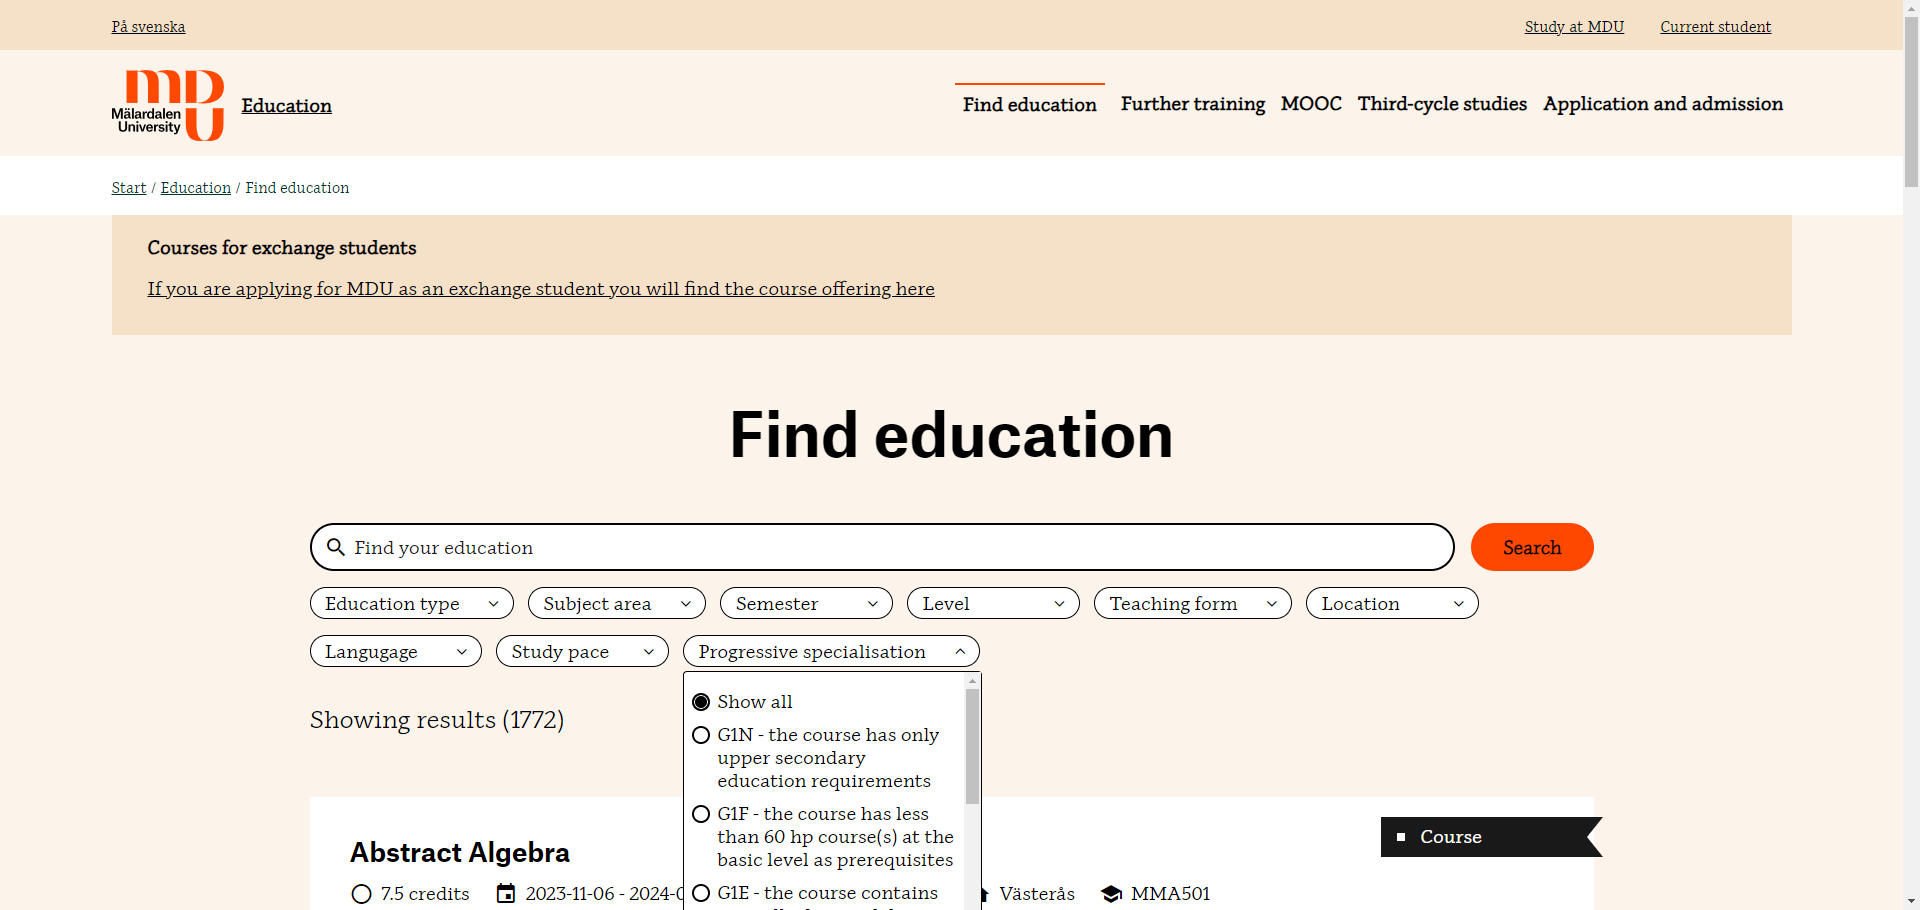 På svenska
Study at MDU
Current student
Mälardalen
University
Education
Find education
Further training
MOOC
Third-cycle studies
Application and admission
Start / Education / Find education
Courses for exchange students
If you are applying for MDU as an exchange student you will find the course offering here
Find education
Find your education
Search
Education type
Subject area
Semester
Level
Teaching form
Location
Langugage
Study pace
Progressive specialisation
Show all
G1N - the course has only
upper secondary
education requirements
G1F - the course has less
than 60 hp course(s) at the
basic level as prerequisites
G1E - the course contains
Showing results (1772)
Course
Abstract Algebra
7.5 credits
2023-11-06 - 2024-0
Västerås
MMA501